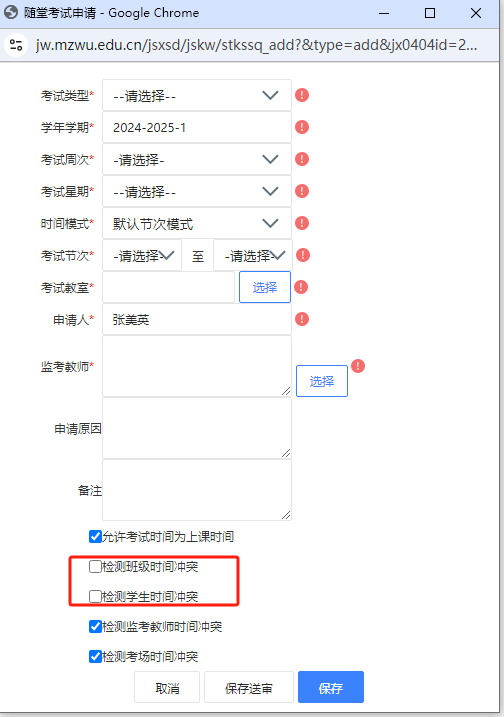 随堂考试申请 - Google Chrome
jw.mzwu.edu.cn/jsxsd/jskw/stkssq_add?&type=add&jx0404id=2...
考试类型* --请选择--
学年学期* 2024-2025-1
考试周次* -请选择-
考试星期* --请选择--
时间模式* 默认节次模式
考试节次* -请选择- 至 -请选择-
考试教室* 选择
申请人* 张美英
监考教师* 选择
申请原因
备注
允许考试时间为上课时间
检测班级时间冲突
检测学生时间冲突
检测监考教师时间冲突
检测考场时间冲突
取消 保存送审 保存